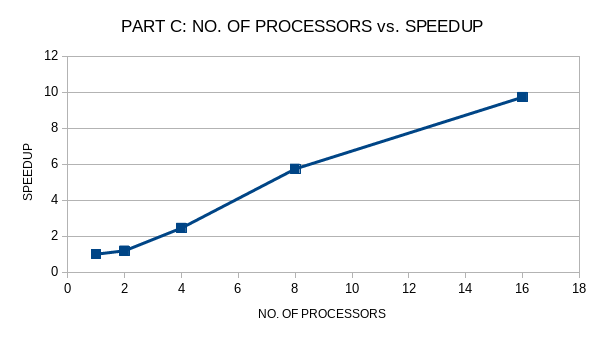 PART C: NO. OF PROCESSORS vs. SPEEDUP
12
10
8
6
4
2
0
SPEEDUP
0 2 4 6 8 10 12 14 16 18
NO. OF PROCESSORS